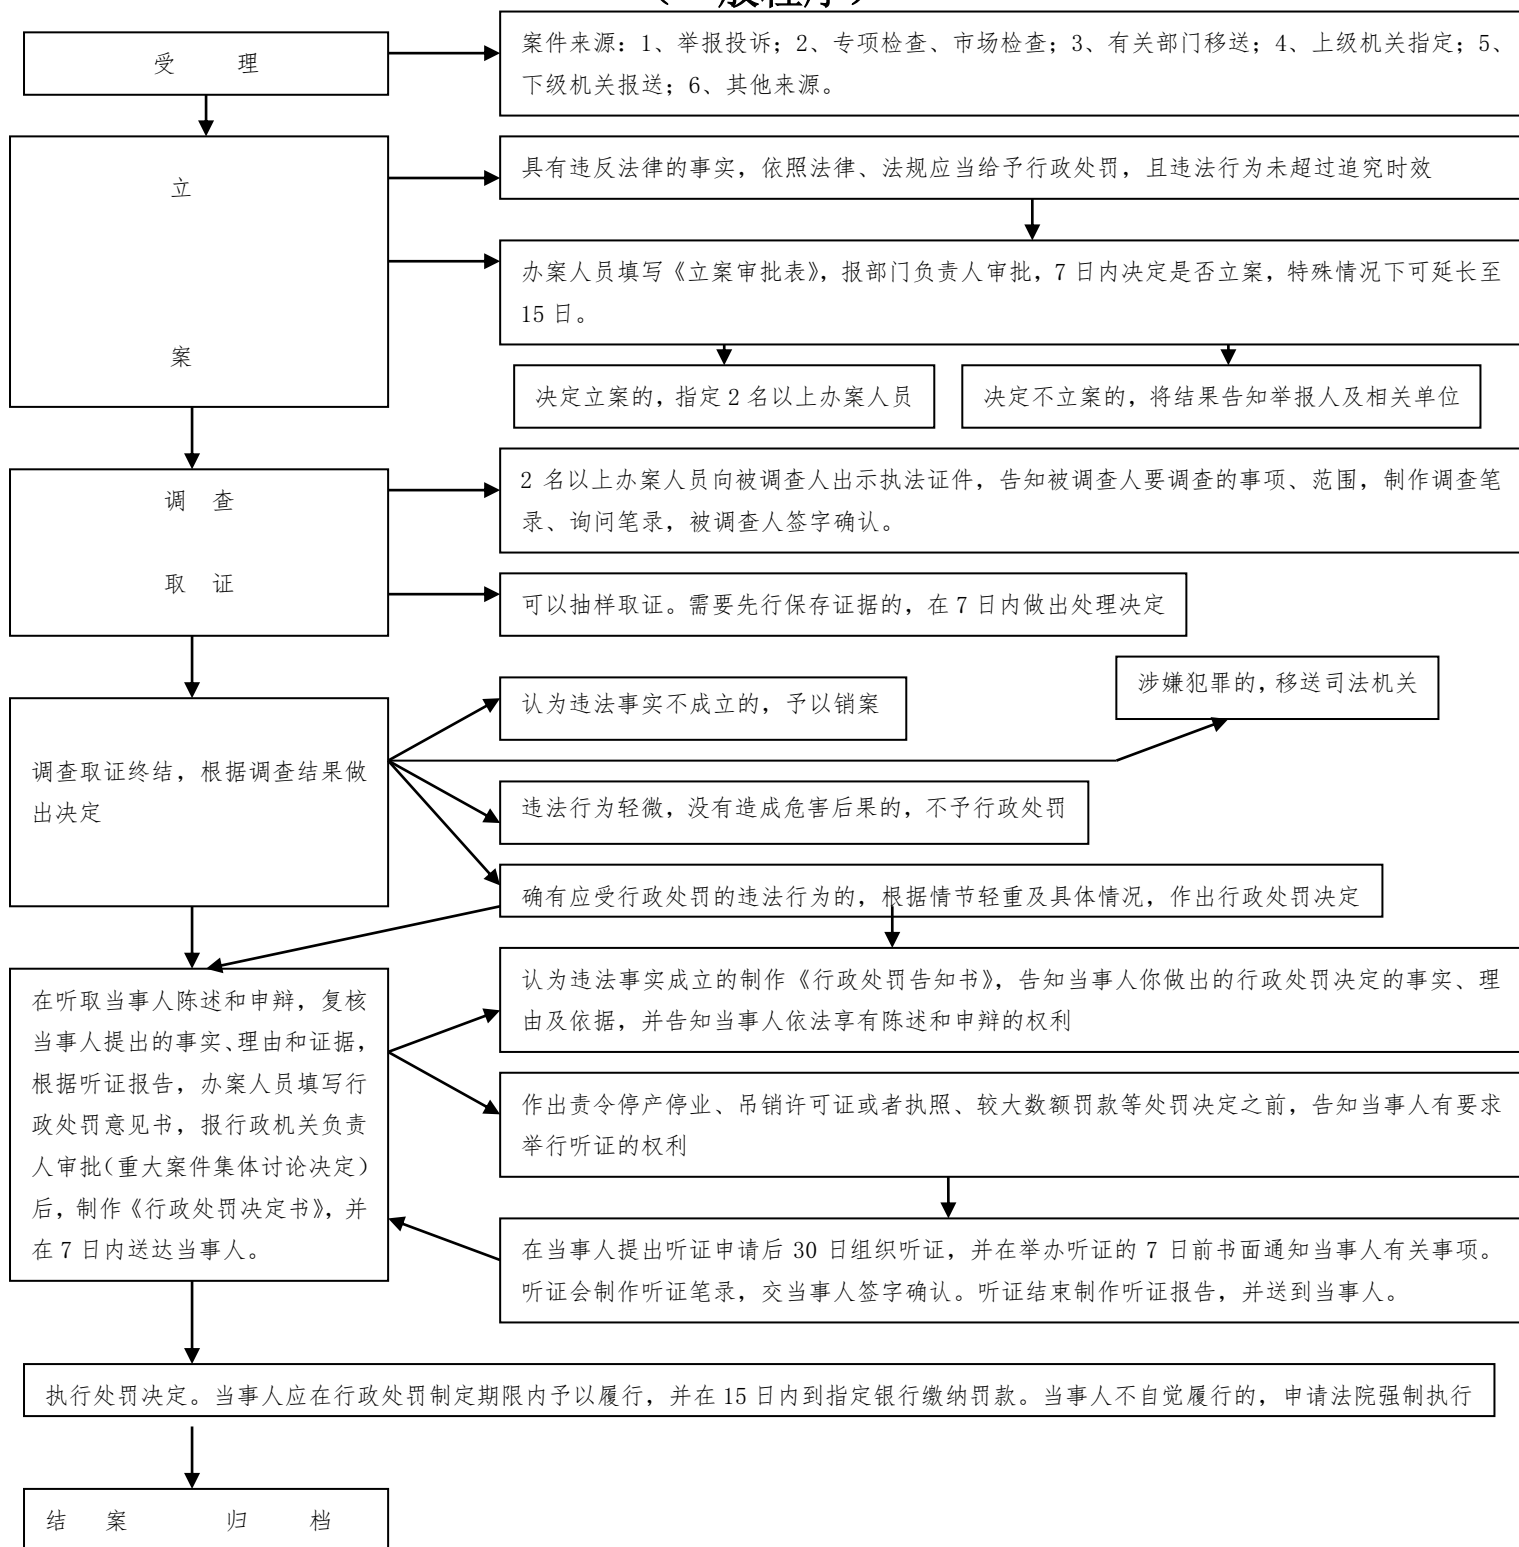 （一般程序）
受 理
案件来源：1、举报投诉；2、专项检查、市场检查；3、有关部门移送；4、上级机关指定；5、
下级机关报送；6、其他来源。
立
案
具有违反法律的事实，依照法律、法规应当给予行政处罚，且违法行为未超过追究时效
办案人员填写《立案审批表》，报部门负责人审批，7 日内决定是否立案，特殊情况下可延长至
15 日。
决定立案的，指定 2 名以上办案人员
决定不立案的，将结果告知举报人及相关单位
调 查
取 证
2 名以上办案人员向被调查人出示执法证件，告知被调查人要调查的事项、范围，制作调查笔
录、询问笔录，被调查人签字确认。
可以抽样取证。需要先行保存证据的，在 7 日内做出处理决定
涉嫌犯罪的，移送司法机关
认为违法事实不成立的，予以销案
调查取证终结，根据调查结果做
出决定
违法行为轻微，没有造成危害后果的，不予行政处罚
确有应受行政处罚的违法行为的，根据情节轻重及具体情况，作出行政处罚决定
在听取当事人陈述和申辩，复核
当事人提出的事实、理由和证据，
根据听证报告，办案人员填写行
政处罚意见书，报行政机关负责
人审批（重大案件集体讨论决定）
后，制作《行政处罚决定书》，并
在 7 日内送达当事人。
认为违法事实成立的制作《行政处罚告知书》，告知当事人你做出的行政处罚决定的事实、理
由及依据，并告知当事人依法享有陈述和申辩的权利
作出责令停产停业、吊销许可证或者执照、较大数额罚款等处罚决定之前，告知当事人有要求
举行听证的权利
在当事人提出听证申请后 30 日组织听证，并在举办听证的 7 日前书面通知当事人有关事项。
听证会制作听证笔录，交当事人签字确认。听证结束制作听证报告，并送到当事人。
执行处罚决定。当事人应在行政处罚制定期限内予以履行，并在 15 日内到指定银行缴纳罚款。当事人不自觉履行的，申请法院强制执行
结 案 归 档